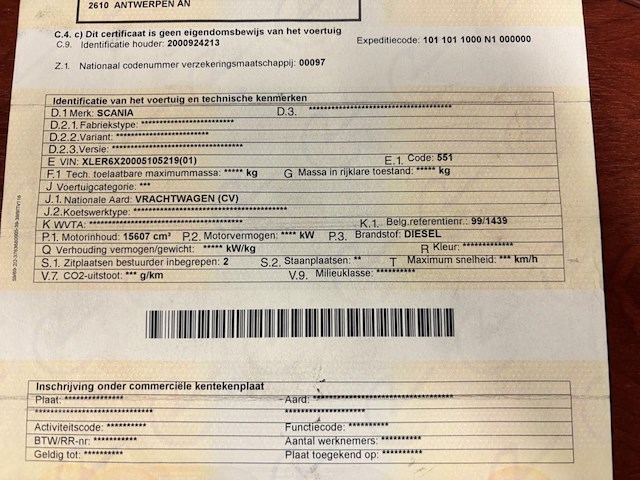 2610 ANTWERPEN AN
C.4. c) Dit certificaat is geen eigendomsbewijs van het voertuig
C.9. Identificatie houder: 2000924213 Expeditiecode: 101 101 1000 N1 000000
Z.1. Nationaal codenummer verzekeringsmaatschappij: 00097
Identificatie van het voertuig en technische kenmerken
D.1 Merk: SCANIA D.3. **********************************
D.2.1. Fabriekstype: **********************
D.2.2. Variant: *****************************
D.2.3. Versie: *******************************
E VIN: XLER6X20005105219(01) E.1. Code: 551
F.1 Tech. toelaatbare maximummassa: ***** kg G Massa in rijklare toestand: ***** kg
J Voertuigcategorie: ***
J.1. Nationale Aard: VRACHTWAGEN (CV)
J.2. Koetswerktype: *************************************
K WVTA: ************************************ K.1. Belg.referentienr.: 99/1439
P.1. Motorinhoud: 15607 cm³ P.2. Motorvermogen: **** kW P.3. Brandstof: DIESEL
Q Verhouding vermogen/gewicht: ***** kW/kg R Kleur: ************
S.1. Zitplaatsen bestuurder inbegrepen: 2 S.2. Staanplaatsen: ** T Maximum snelheid: *** km/h
V.7. CO2-uitstoot: *** g/km V.9. Milieuklasse: **********
Inschrijving onder commerciële kentekenplaat
Plaat: *************** Aard: **********************************
***************************** ********************
Activiteitscode: ********** Functiecode: **********
BTW/RR-nr: *********** Aantal werknemers: **********
Geldig tot: ********** Plaat toegekend op: **********